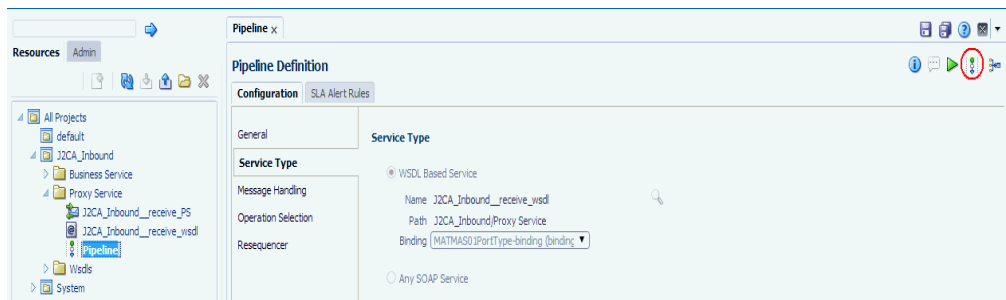 Pipeline x
Resources Admin
All Projects
default
J2CA_Inbound
Business Service
Proxy Service
J2CA_Inbound__receive_PS
J2CA_Inbound__receive_wsdl
Pipeline
Wsdls
System
Pipeline Definition
Configuration SLA Alert Rules
General
Service Type
Message Handling
Operation Selection
Resequencer
Service Type
WSDL Based Service
Name J2CA_Inbound__receive_wsdl
Path J2CA_Inbound/Proxy Service
Binding MATMAS01PortType-binding (binding
Any SOAP Service